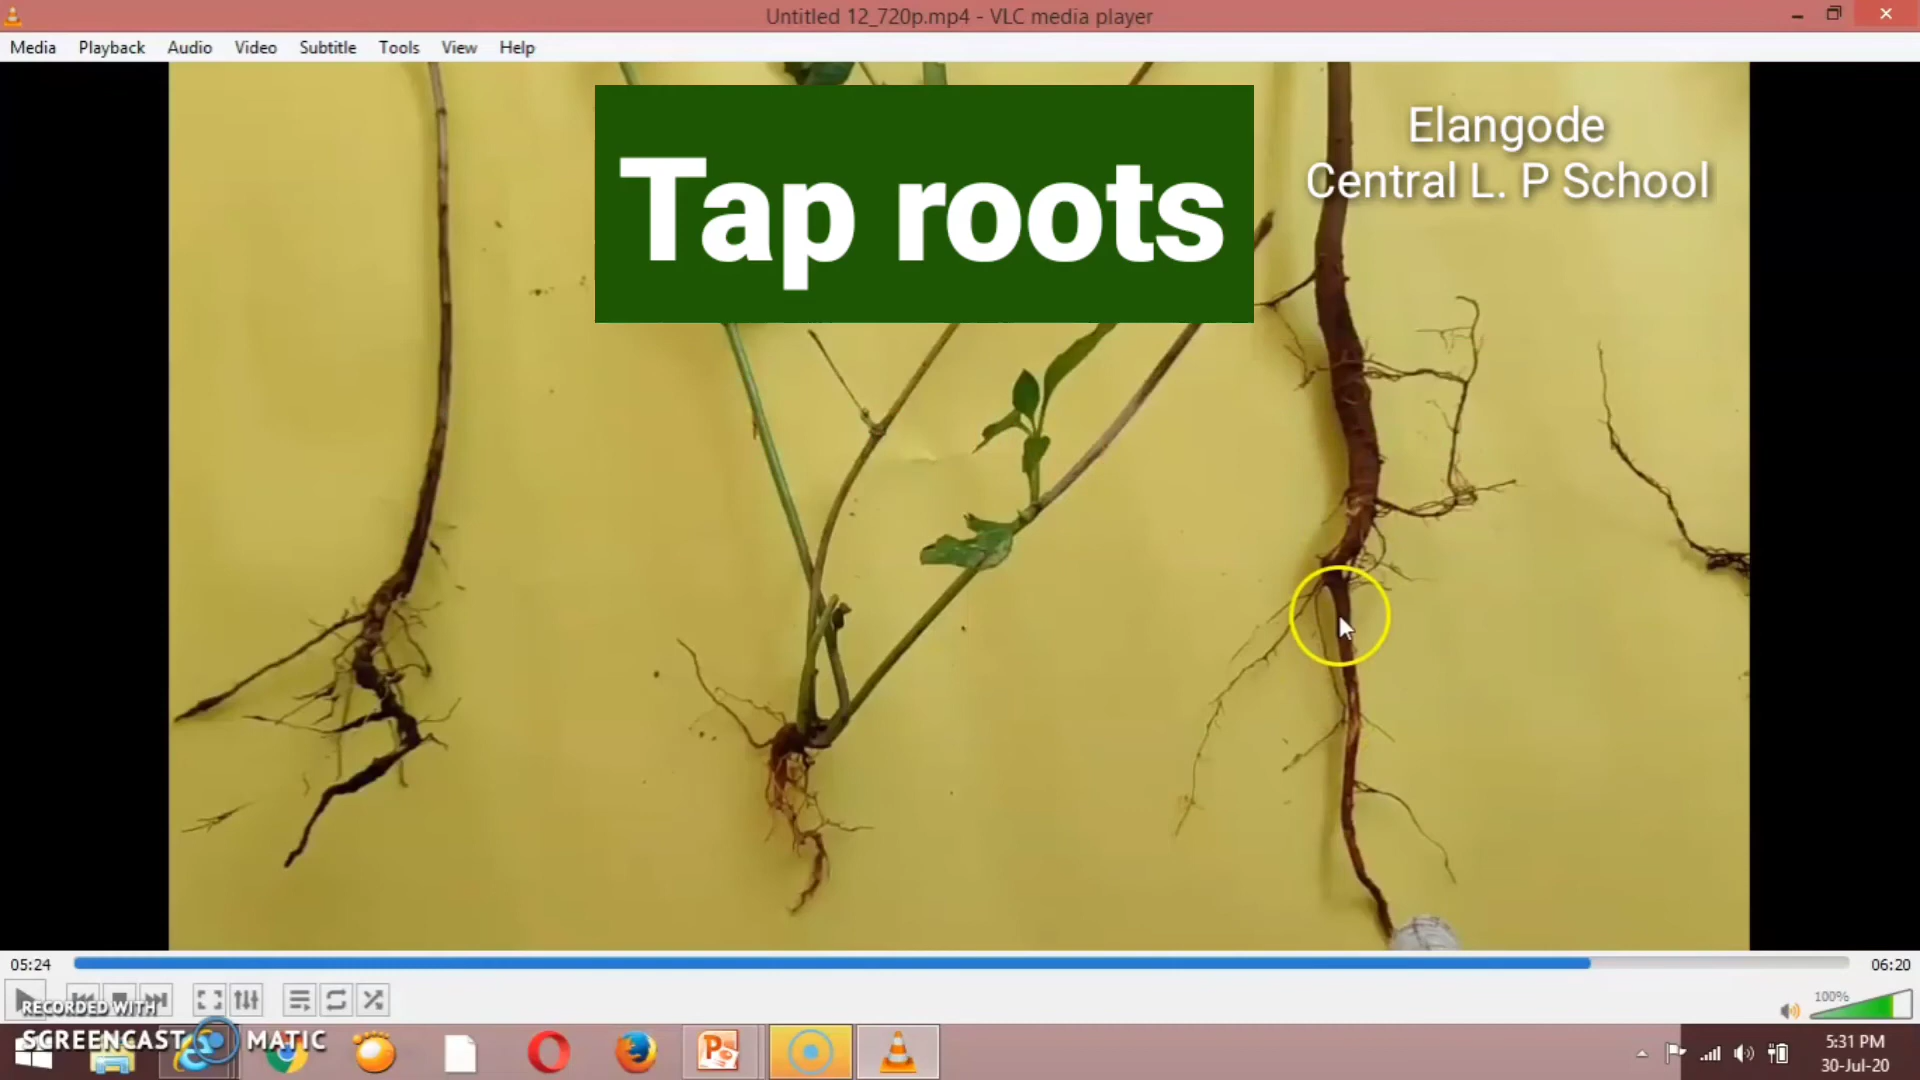 Untitled 12_720p.mp4 - VLC media player
Media Playback Audio Video Subtitle Tools View Help
Tap roots
Elangode
Central L. P School
05:24
06:20
100%
RECORDED WITH
SCREENCAST MATIC
5:31 PM
30-Jul-20